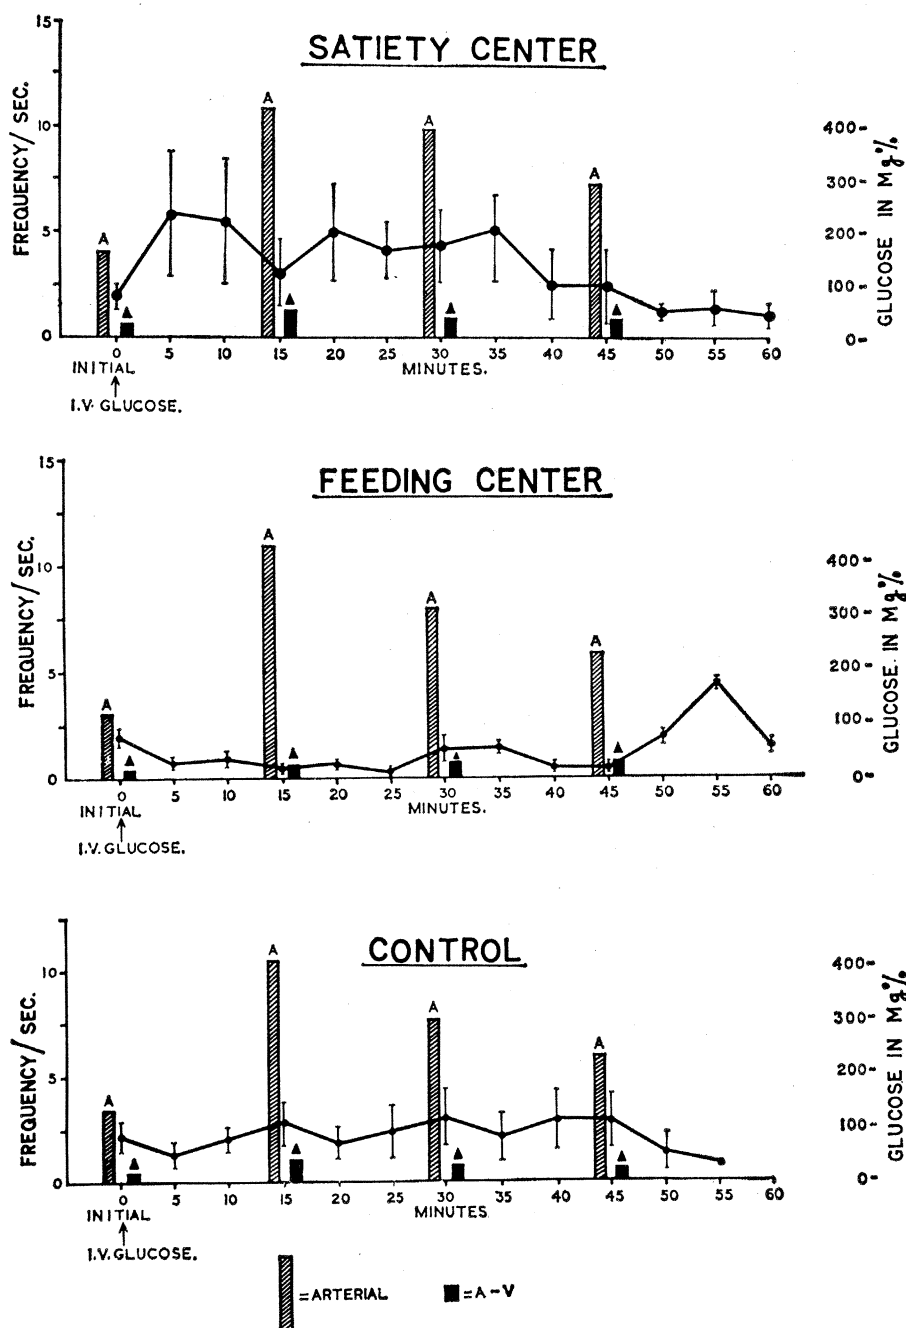 SATIETY CENTER
FREQUENCY/SEC.
15
10
5
0
A
A
A
A
▲
▲
▲
▲
400-
300-
200-
100-
0-
GLUCOSE IN Mg%
0 5 10 15 20 25 30 35 40 45 50 55 60
INITIAL
MINUTES.
I.V. GLUCOSE.
FEEDING CENTER
FREQUENCY/SEC.
15
10
5
0
A
A
A
A
▲
▲
▲
▲
400-
300-
200-
100-
0-
GLUCOSE. IN Mg%
0 5 10 15 20 25 30 35 40 45 50 55 60
INITIAL
MINUTES.
I.V. GLUCOSE.
CONTROL
FREQUENCY/SEC.
10
5
0
A
A
A
A
▲
▲
▲
▲
400-
300-
200-
100-
0-
GLUCOSE IN Mg%
0 5 10 15 20 25 30 35 40 45 50 55 60
INITIAL
MINUTES
I.V. GLUCOSE.
=ARTERIAL
=A-V